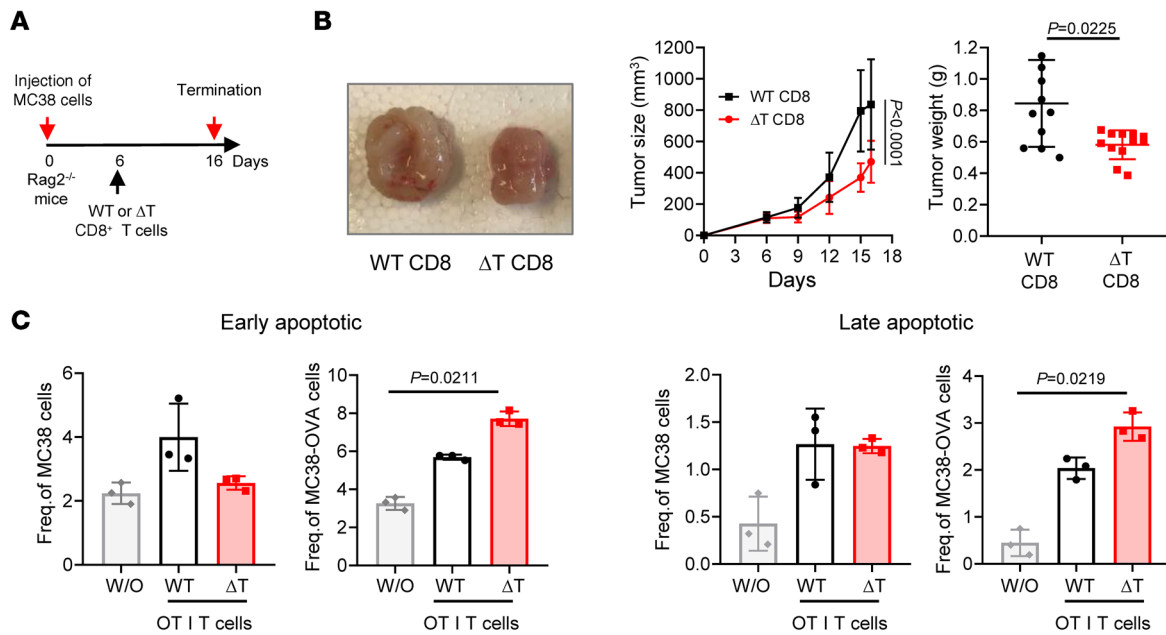 A
Injection of
MC38 cells
Termination
0
6
16
Days
Rag2-/-
mice
WT or ΔT
CD8+ T cells
B
WT CD8
ΔT CD8
Tumor size (mm3)
1200
1000
800
600
400
200
0
WT CD8
ΔT CD8
P<0.0001
0
3
6
9
12
15
18
Days
P=0.0225
Tumor weight (g)
1.2
1.0
0.8
0.6
0.4
0.2
0.0
WT
CD8
ΔT
CD8
C
Early apoptotic
Freq.of MC38 cells
6
4
2
0
W/O
WT
ΔT
OT I T cells
P=0.0211
Freq.of MC38-OVA cells
10
8
6
4
2
0
W/O
WT
ΔT
OT I T cells
Late apoptotic
Freq.of MC38 cells
2.0
1.5
1.0
0.5
0.0
W/O
WT
ΔT
OT I T cells
P=0.0219
Freq.of MC38-OVA cells
4
3
2
1
0
W/O
WT
ΔT
OT I T cells